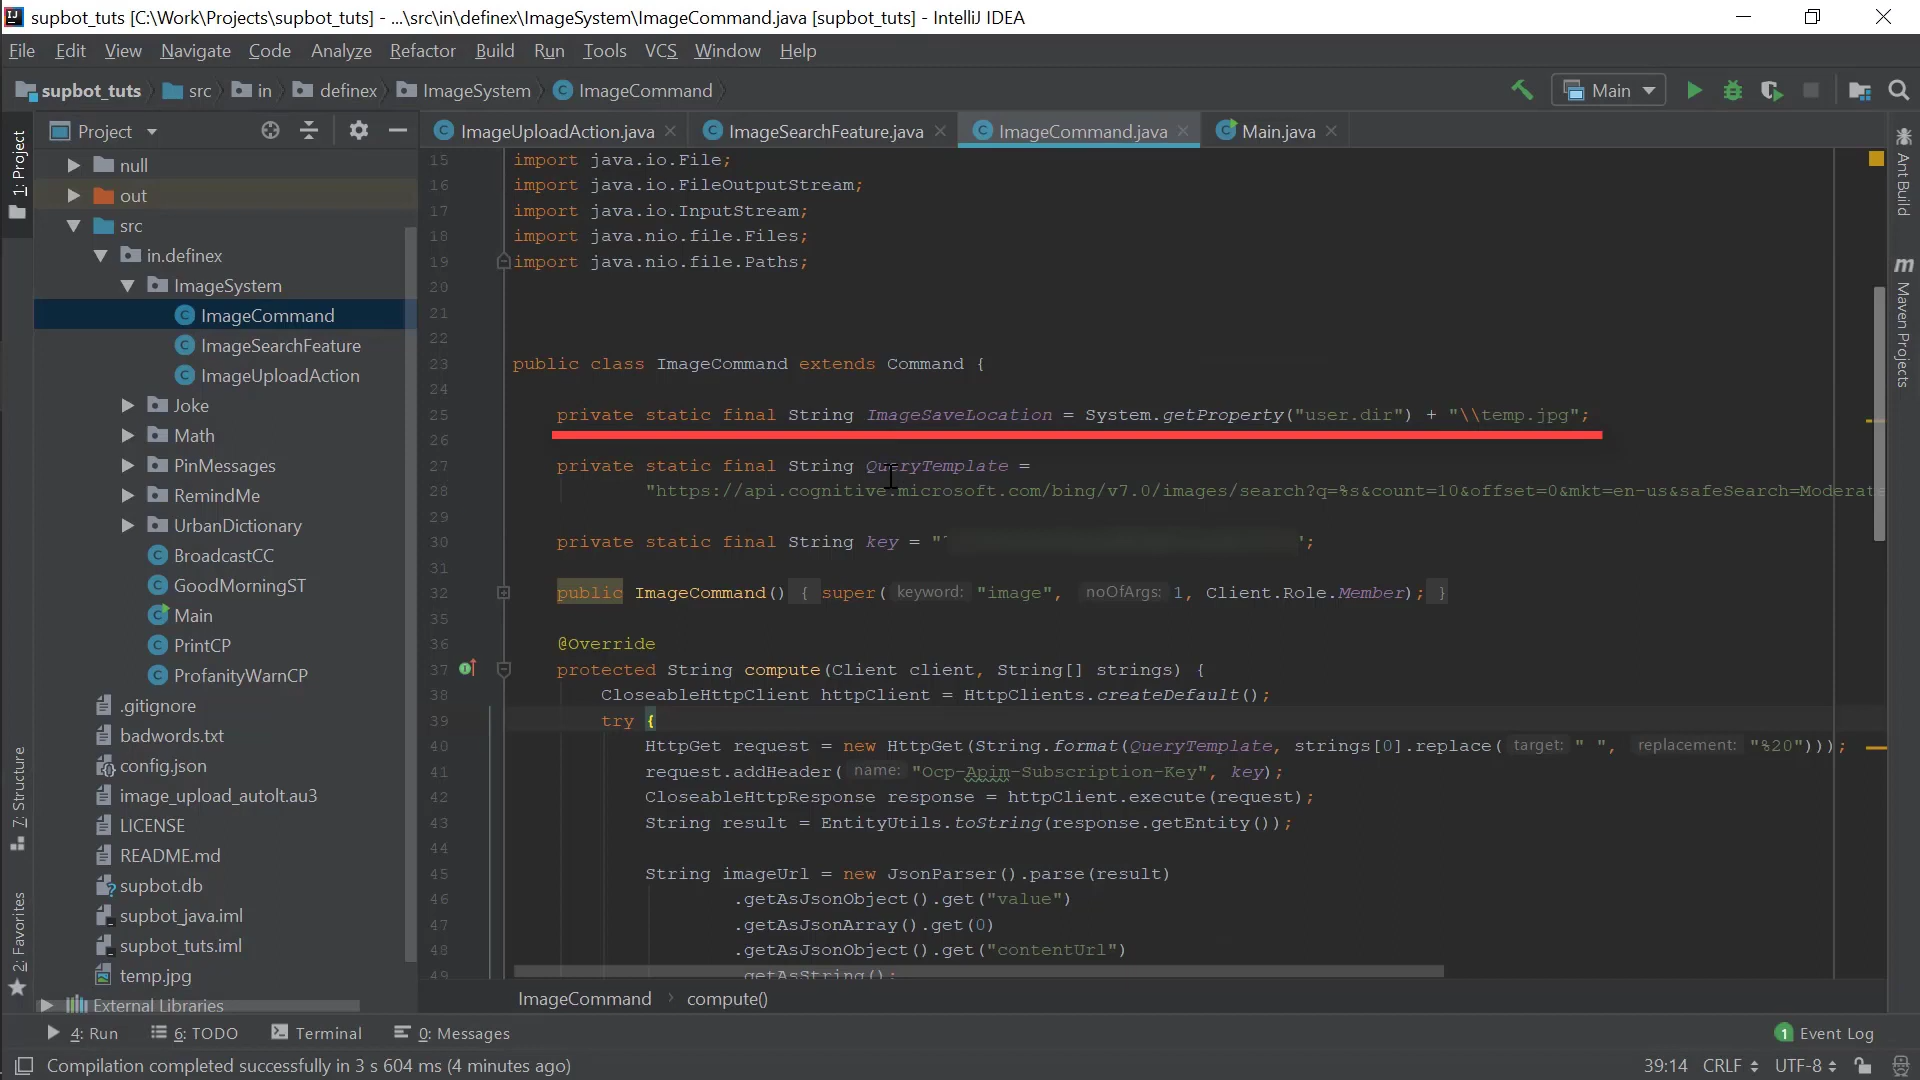 supbot_tuts [C:\Work\Projects\supbot_tuts] - ...\src\in\definex\ImageSystem\ImageCommand.java [supbot_tuts] - IntelliJ IDEA
File Edit View Navigate Code Analyze Refactor Build Run Tools VCS Window Help
supbot_tuts src in definex ImageSystem ImageCommand
Main
Project
ImageUploadAction.java ImageSearchFeature.java ImageCommand.java Main.java
1: Project
7: Structure
2: Favorites
null
out
src
in.definex
ImageSystem
ImageCommand
ImageSearchFeature
ImageUploadAction
Joke
Math
PinMessages
RemindMe
UrbanDictionary
BroadcastCC
GoodMorningST
Main
PrintCP
ProfanityWarnCP
.gitignore
badwords.txt
config.json
image_upload_autoIt.au3
LICENSE
README.md
supbot.db
supbot_java.iml
supbot_tuts.iml
temp.jpg
External Libraries
15 import java.io.File;
16 import java.io.FileOutputStream;
17 import java.io.InputStream;
18 import java.nio.file.Files;
19 import java.nio.file.Paths;
20
21
22
23 public class ImageCommand extends Command {
24
25 private static final String ImageSaveLocation = System.getProperty("user.dir") + "\\temp.jpg";
26
27 private static final String QueryTemplate =
28 "https://api.cognitive.microsoft.com/bing/v7.0/images/search?q=%s&count=10&offset=0&mkt=en-us&safeSearch=Moderate
29
30 private static final String key = " ";
31
32 public ImageCommand() { super( keyword: "image", noOfArgs: 1, Client.Role.Member); }
35
36 @Override
37 protected String compute(Client client, String[] strings) {
38 CloseableHttpClient httpClient = HttpClients.createDefault();
39 try {
40 HttpGet request = new HttpGet(String.format(QueryTemplate, strings[0].replace( target: " ", replacement: "%20")));
41 request.addHeader( name: "Ocp-Apim-Subscription-Key", key);
42 CloseableHttpResponse response = httpClient.execute(request);
43 String result = EntityUtils.toString(response.getEntity());
44
45 String imageUrl = new JsonParser().parse(result)
46 .getAsJsonObject().get("value")
47 .getAsJsonArray().get(0)
48 .getAsJsonObject().get("contentUrl")
49 .getAsString();
ImageCommand compute()
Ant Build
m Maven Projects
4: Run 6: TODO Terminal 0: Messages
1 Event Log
Compilation completed successfully in 3 s 604 ms (4 minutes ago)
39:14 CRLF UTF-8